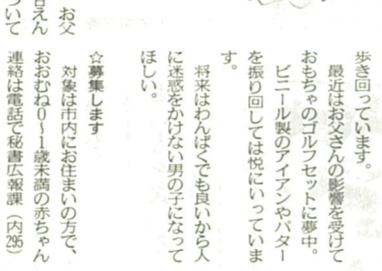 歩き回っています。
最近はお父さんの影響を受けて
おもちゃのゴルフセットに夢中。
ビニール製のアイアンやパター
を振り回しては悦にいっていま
す。
将来はわんぱくでも良いから人
に迷惑をかけない男の子になって
ほしい。
☆募集します
対象は市内にお住まいの方で、
おおむね0〜1歳未満の赤ちゃん
連絡は電話で秘書広報課(内295
お父
言えん
ついて